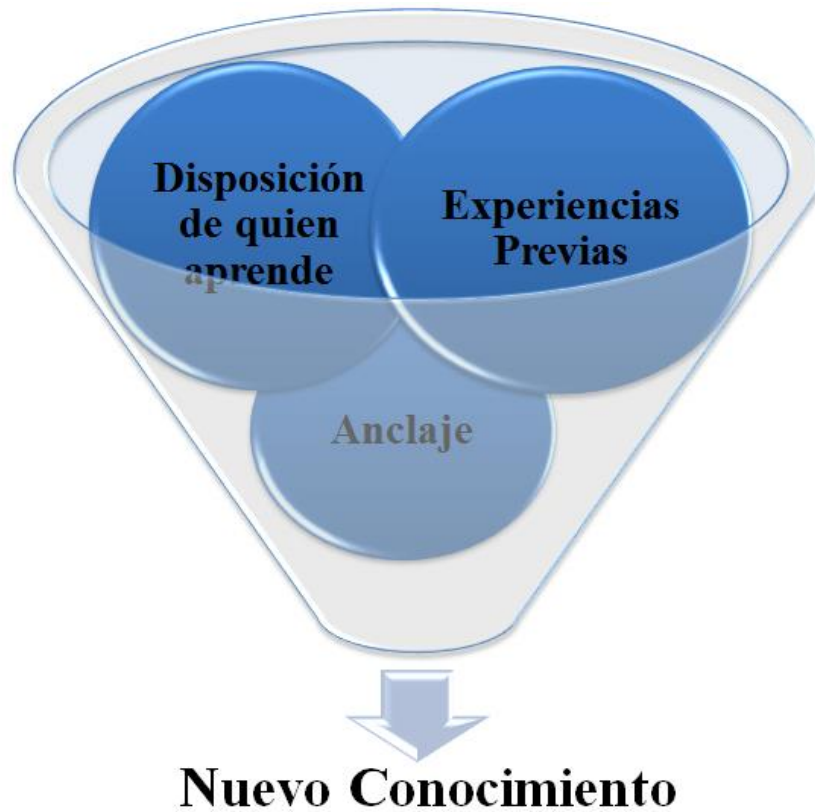 Disposición
de quien
aprende
Experiencias
Previas
Anclaje
Nuevo Conocimiento